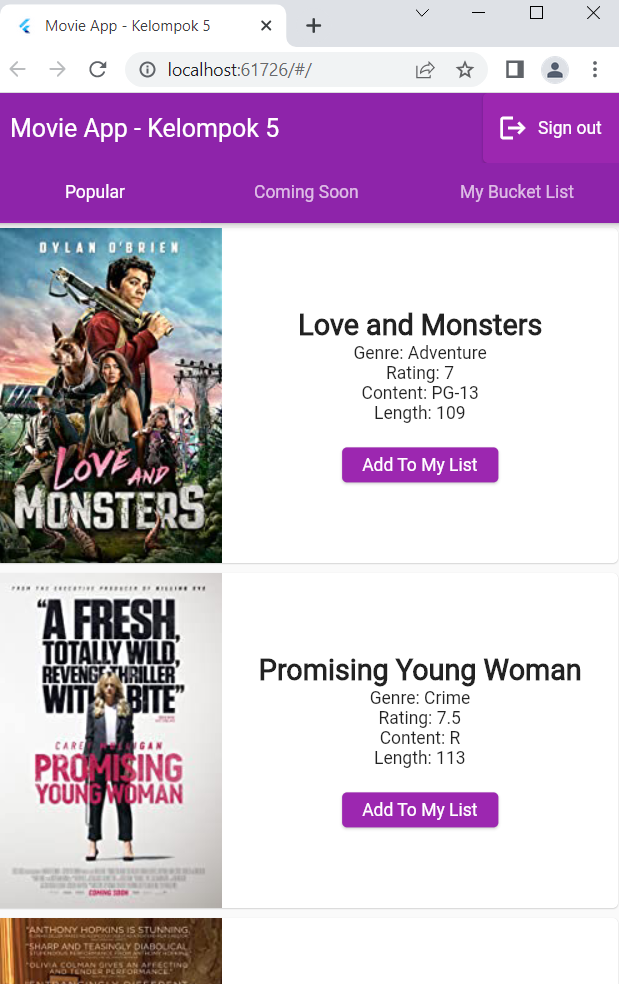 Movie App - Kelompok 5
localhost:61726/#/
Movie App - Kelompok 5
Sign out
Popular
Coming Soon
My Bucket List
DYLAN O'BRIEN
LOVE AND
MONSTERS
Love and Monsters
Genre: Adventure
Rating: 7
Content: PG-13
Length: 109
Add To My List
FROM THE EXECUTIVE PRODUCER OF KILLING EVE
"A FRESH,
TOTALLY WILD,
REVENGE THRILLER
WITH BITE"
CAREY MULLIGAN
PROMISING
YOUNG WOMAN
COMING SOON
Promising Young Woman
Genre: Crime
Rating: 7.5
Content: R
Length: 113
Add To My List
"ANTHONY HOPKINS IS STUNNING.
"SHARP AND TEASINGLY DIABOLICAL
"OLIVIA COLMAN GIVES AN AFFECTING
AND TENDER PERFORMANCE."